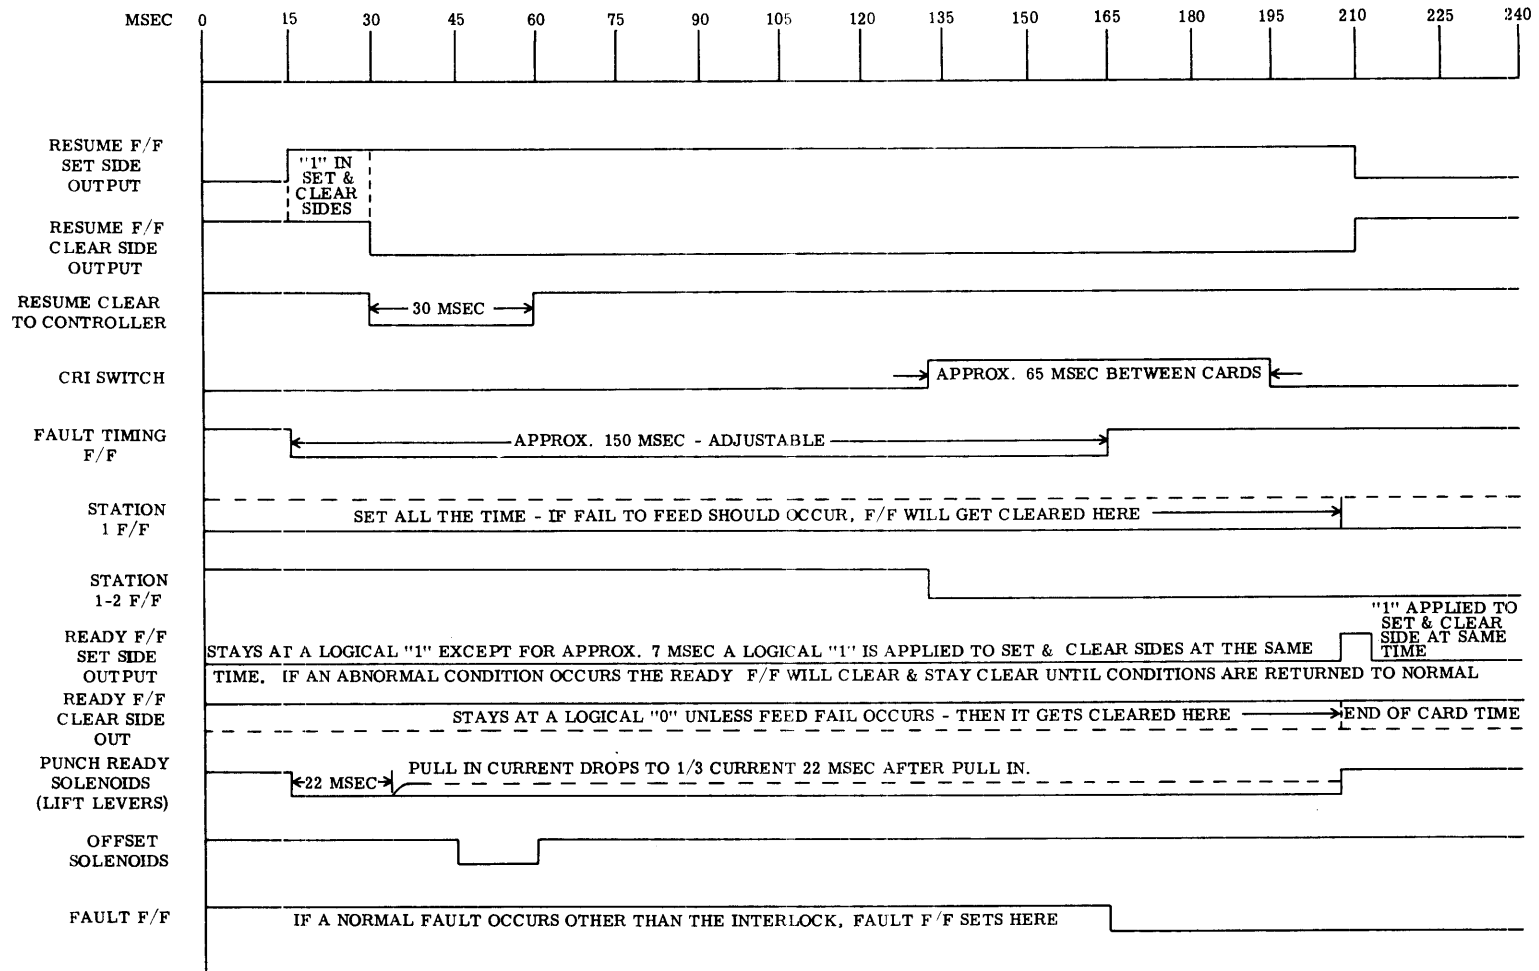 MSEC 0 15 30 45 60 75 90 105 120 135 150 165 180 195 210 225 240
RESUME F/F
SET SIDE
OUTPUT
"1" IN
SET &
CLEAR
SIDES
RESUME F/F
CLEAR SIDE
OUTPUT
RESUME CLEAR
TO CONTROLLER
30 MSEC
CRI SWITCH
APPROX. 65 MSEC BETWEEN CARDS
FAULT TIMING
F/F
APPROX. 150 MSEC - ADJUSTABLE
STATION
1 F/F
SET ALL THE TIME - IF FAIL TO FEED SHOULD OCCUR, F/F WILL GET CLEARED HERE
STATION
1-2 F/F
"1" APPLIED TO
SET & CLEAR
SIDE AT SAME
TIME
READY F/F
SET SIDE
OUTPUT
STAYS AT A LOGICAL "1" EXCEPT FOR APPROX. 7 MSEC A LOGICAL "1" IS APPLIED TO SET & CLEAR SIDES AT THE SAME
TIME. IF AN ABNORMAL CONDITION OCCURS THE READY F/F WILL CLEAR & STAY CLEAR UNTIL CONDITIONS ARE RETURNED TO NORMAL
READY F/F
CLEAR SIDE
OUT
STAYS AT A LOGICAL "0" UNLESS FEED FAIL OCCURS - THEN IT GETS CLEARED HERE
END OF CARD TIME
PUNCH READY
SOLENOIDS
(LIFT LEVERS)
22 MSEC
PULL IN CURRENT DROPS TO 1/3 CURRENT 22 MSEC AFTER PULL IN.
OFFSET
SOLENOIDS
FAULT F/F
IF A NORMAL FAULT OCCURS OTHER THAN THE INTERLOCK, FAULT F/F SETS HERE